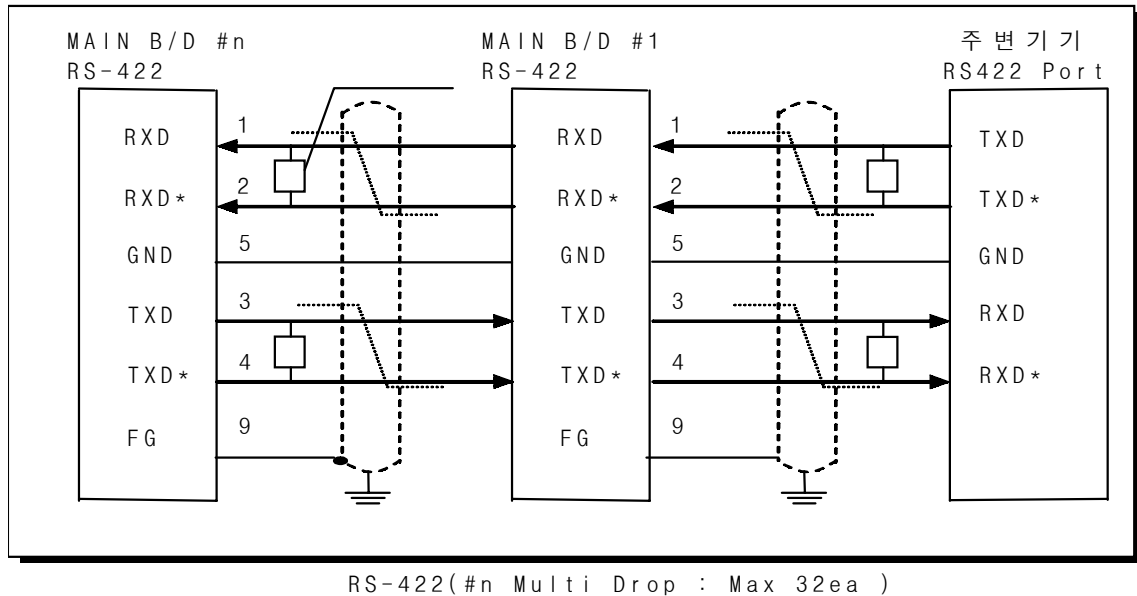 MAIN B/D #n
RS-422
MAIN B/D #1
RS-422
주변기기
RS422 Port
RXD
1
RXD
1
TXD
RXD*
2
RXD*
2
TXD*
GND
5
GND
5
GND
TXD
3
TXD
3
RXD
TXD*
4
TXD*
4
RXD*
FG
9
FG
9
RS-422(#n Multi Drop : Max 32ea )